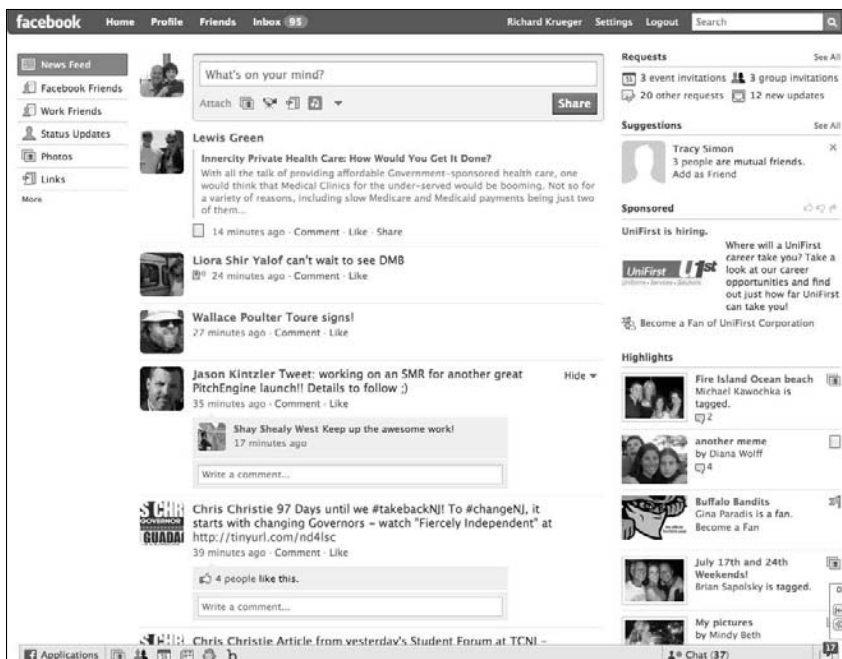 facebook Home Profile Friends Inbox 95 Richard Krueger Settings Logout Search
News Feed
Facebook Friends
Work Friends
Status Updates
Photos
Links
More
What's on your mind?
Attach
Share
Lewis Green
Innercity Private Health Care: How Would You Get It Done?
With all the talk of providing affordable Government-sponsored health care, one
would think that Medical Clinics for the under-served would be booming. Not so for
a variety of reasons, including slow Medicare and Medicaid payments being just two
of them...
14 minutes ago · Comment · Like · Share
Liora Shir Yalof can't wait to see DMB
24 minutes ago · Comment · Like
Wallace Poulter Toure signs!
27 minutes ago · Comment · Like
Jason Kintzler Tweet: working on an SMR for another great
PitchEngine launch!! Details to follow ;)
Hide
35 minutes ago · Comment · Like
Shay Shealy West Keep up the awesome work!
17 minutes ago
Write a comment...
Chris Christie 97 Days until we #takebackNJ! To #changeNJ, it
starts with changing Governors – watch "Fiercely Independent" at
http://tinyurl.com/nd4lsc
39 minutes ago · Comment · Like
4 people like this.
Write a comment...
Chris Christie Article from yesterday's Student Forum at TCNJ –
Requests See All
3 event invitations 3 group invitations
20 other requests 12 new updates
Suggestions See All
Tracy Simon
3 people are mutual friends.
Add as Friend
Sponsored
UniFirst is hiring.
UniFirst U1st
Uniforms • Services • Solutions
Where will a UniFirst
career take you? Take a
look at our career
opportunities and find
out just how far UniFirst
can take you!
Become a Fan of UniFirst Corporation
Highlights
Fire Island Ocean beach
Michael Kawochka is
tagged.
2
another meme
by Diana Wolff
4
Buffalo Bandits
Gina Paradis is a fan.
Become a Fan
July 17th and 24th
Weekends!
Brian Sapolsky is tagged.
My pictures
by Mindy Beth
Applications
Chat (37)
17